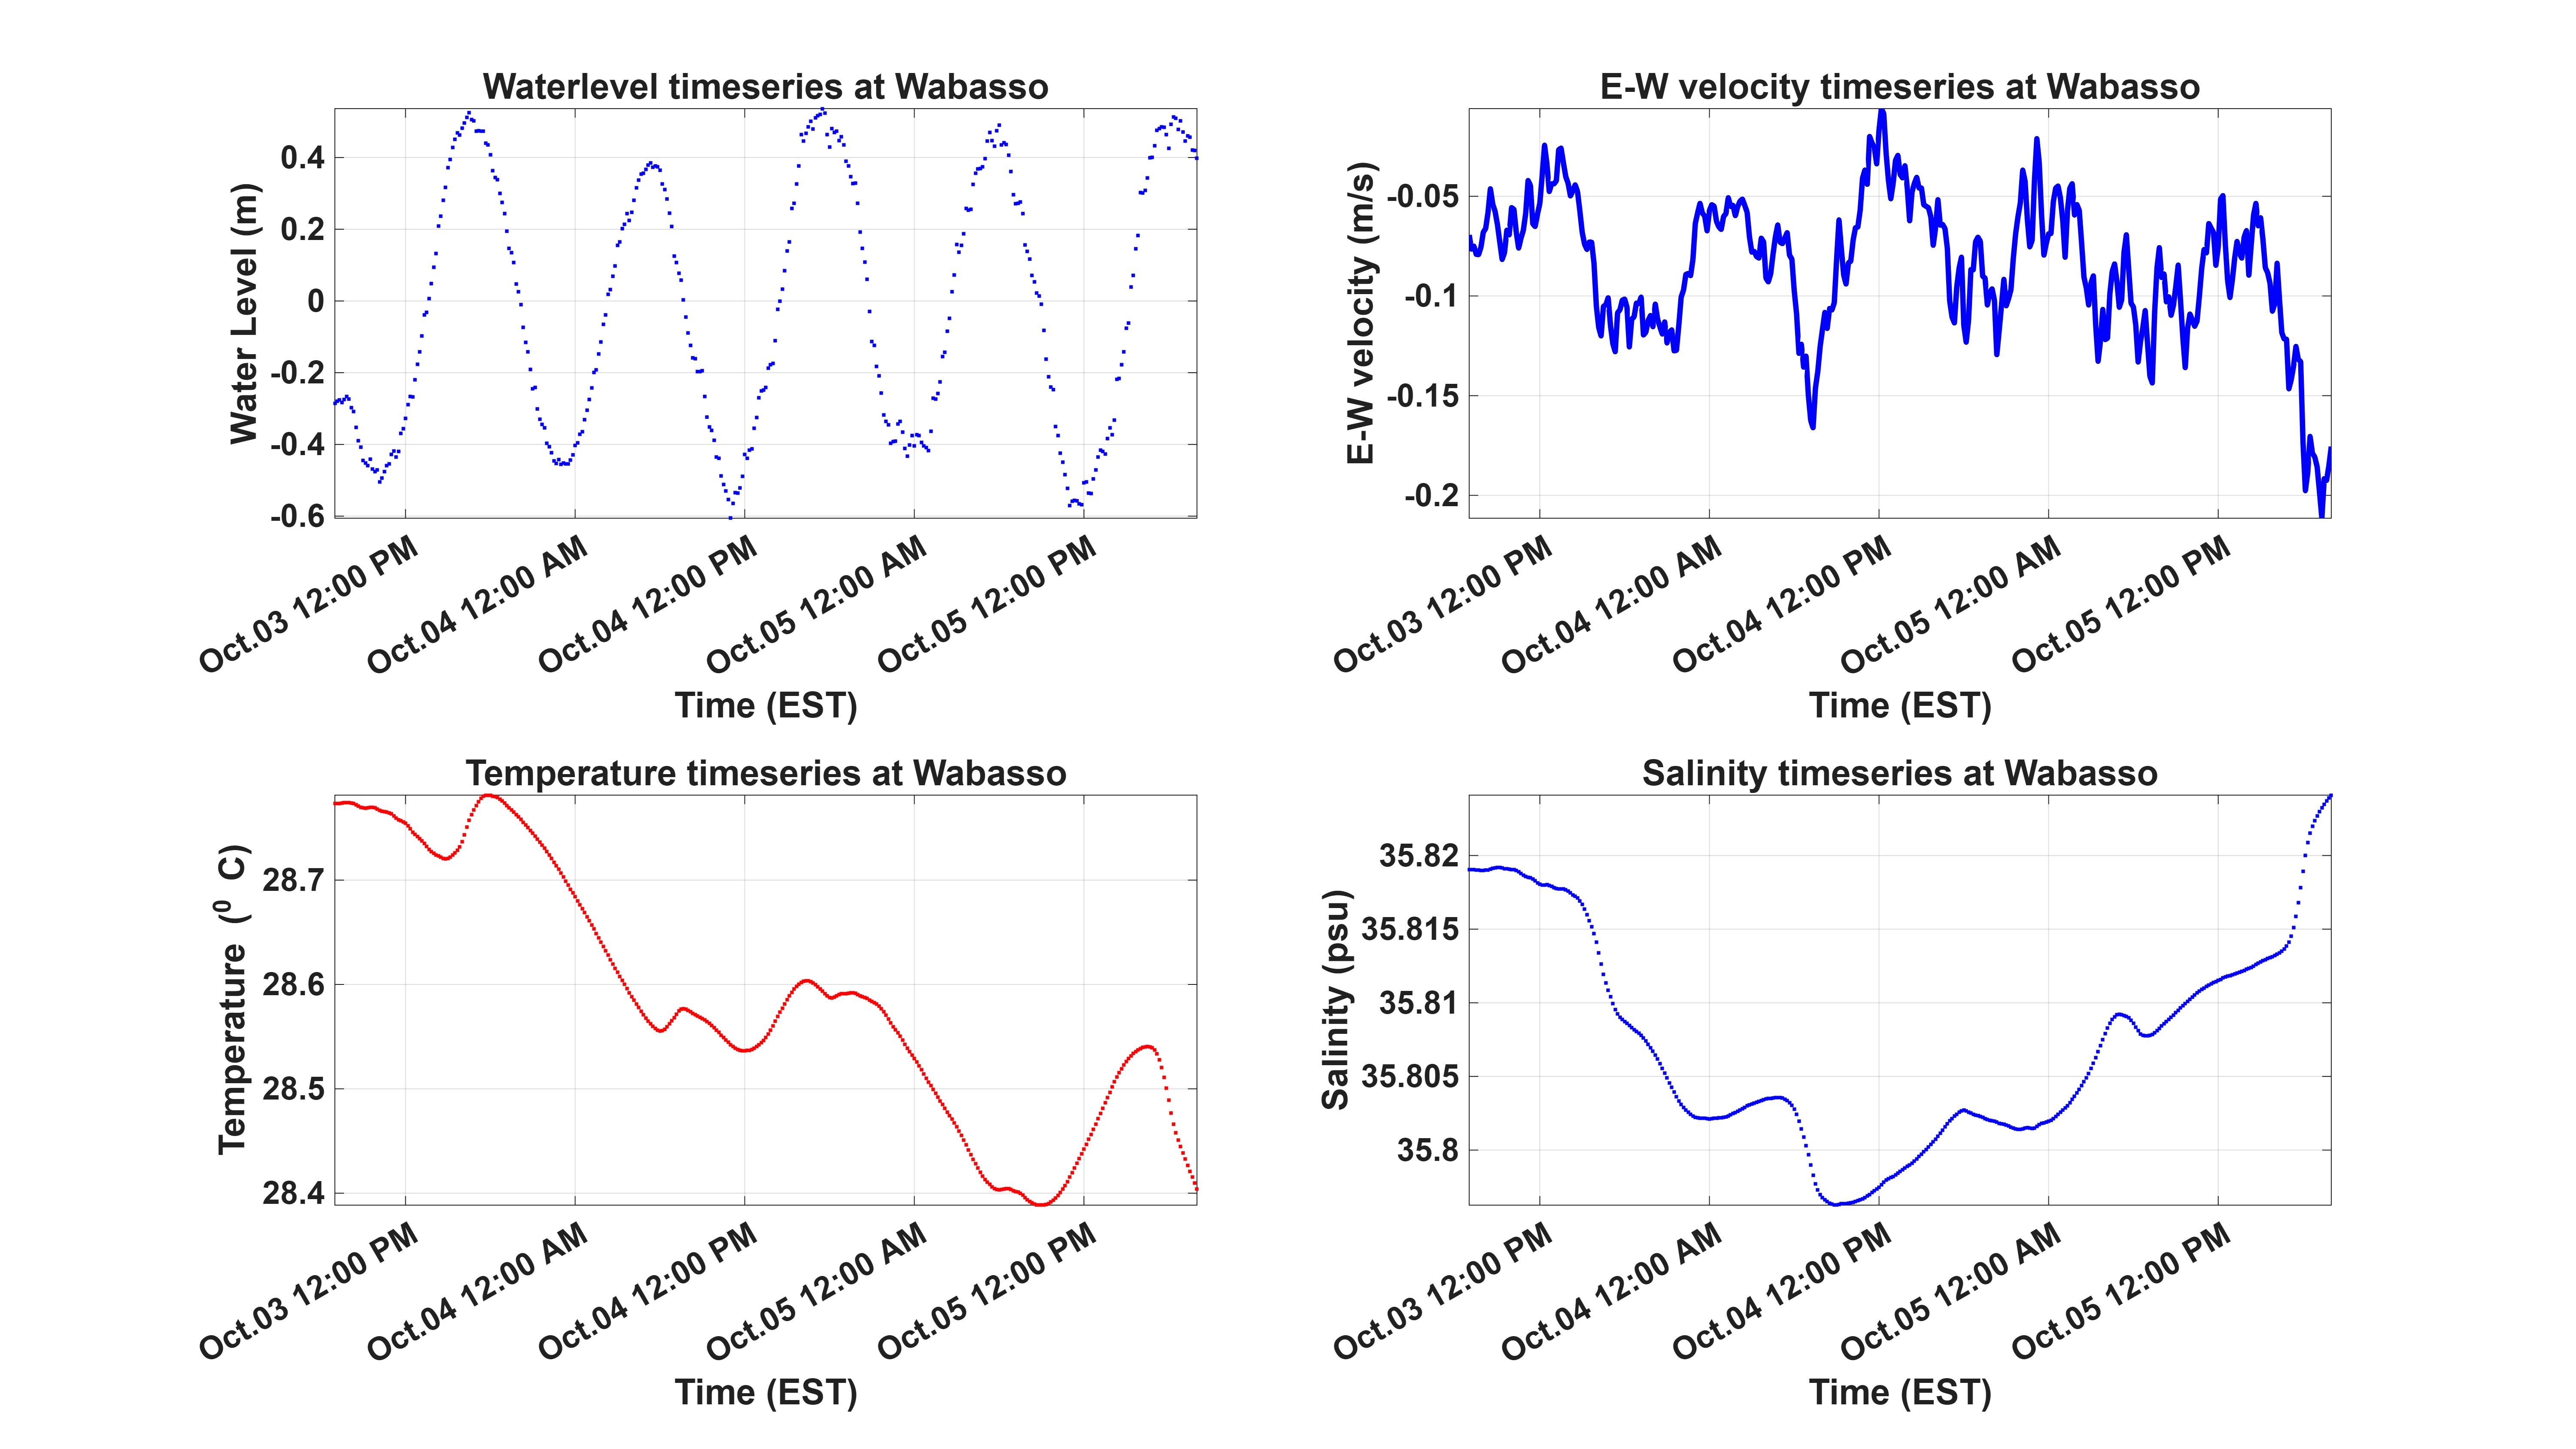 Waterlevel timeseries at Wabasso
Water Level (m)
0.4
0.2
0
-0.2
-0.4
-0.6
Oct.03 12:00 PM
Oct.04 12:00 AM
Oct.04 12:00 PM
Oct.05 12:00 AM
Oct.05 12:00 PM
Time (EST)
E-W velocity timeseries at Wabasso
E-W velocity (m/s)
-0.05
-0.1
-0.15
-0.2
Oct.03 12:00 PM
Oct.04 12:00 AM
Oct.04 12:00 PM
Oct.05 12:00 AM
Oct.05 12:00 PM
Time (EST)
Temperature timeseries at Wabasso
Temperature (⁰ C)
28.7
28.6
28.5
28.4
Oct.03 12:00 PM
Oct.04 12:00 AM
Oct.04 12:00 PM
Oct.05 12:00 AM
Oct.05 12:00 PM
Time (EST)
Salinity timeseries at Wabasso
Salinity (psu)
35.82
35.815
35.81
35.805
35.8
Oct.03 12:00 PM
Oct.04 12:00 AM
Oct.04 12:00 PM
Oct.05 12:00 AM
Oct.05 12:00 PM
Time (EST)